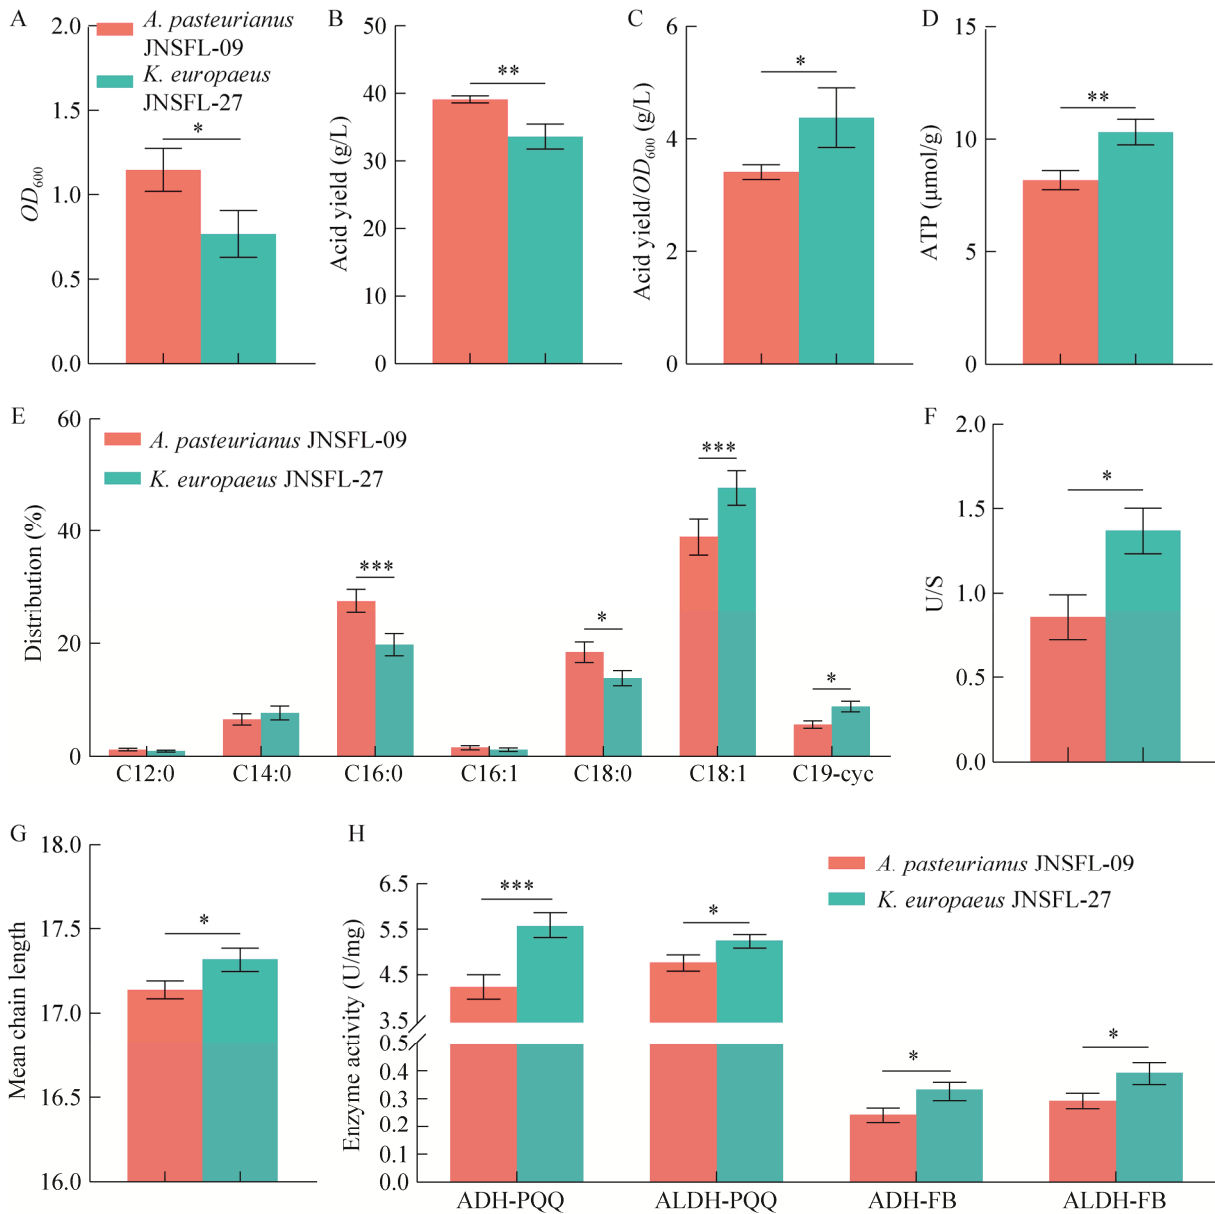 A
2.0
1.5
1.0
0.5
0.0
OD600
A. pasteurianus
JNSFL-09
K. europaeus
JNSFL-27
*
B
50
40
30
20
10
0
Acid yield (g/L)
**
C
6
4
2
0
Acid yield/OD600 (g/L)
*
D
15
10
5
0
ATP (μmol/g)
**
E
60
40
20
0
Distribution (%)
A. pasteurianus JNSFL-09
K. europaeus JNSFL-27
***
*
***
*
C12:0 C14:0 C16:0 C16:1 C18:0 C18:1 C19-cyc
F
2.0
1.5
1.0
0.5
0.0
U/S
*
G
18.0
17.5
17.0
16.5
16.0
Mean chain length
*
H
6.5
5.5
4.5
3.5
0.5
0.4
0.3
0.2
0.1
0.0
Enzyme activity (U/mg)
A. pasteurianus JNSFL-09
K. europaeus JNSFL-27
***
*
*
*
ADH-PQQ ALDH-PQQ ADH-FB ALDH-FB